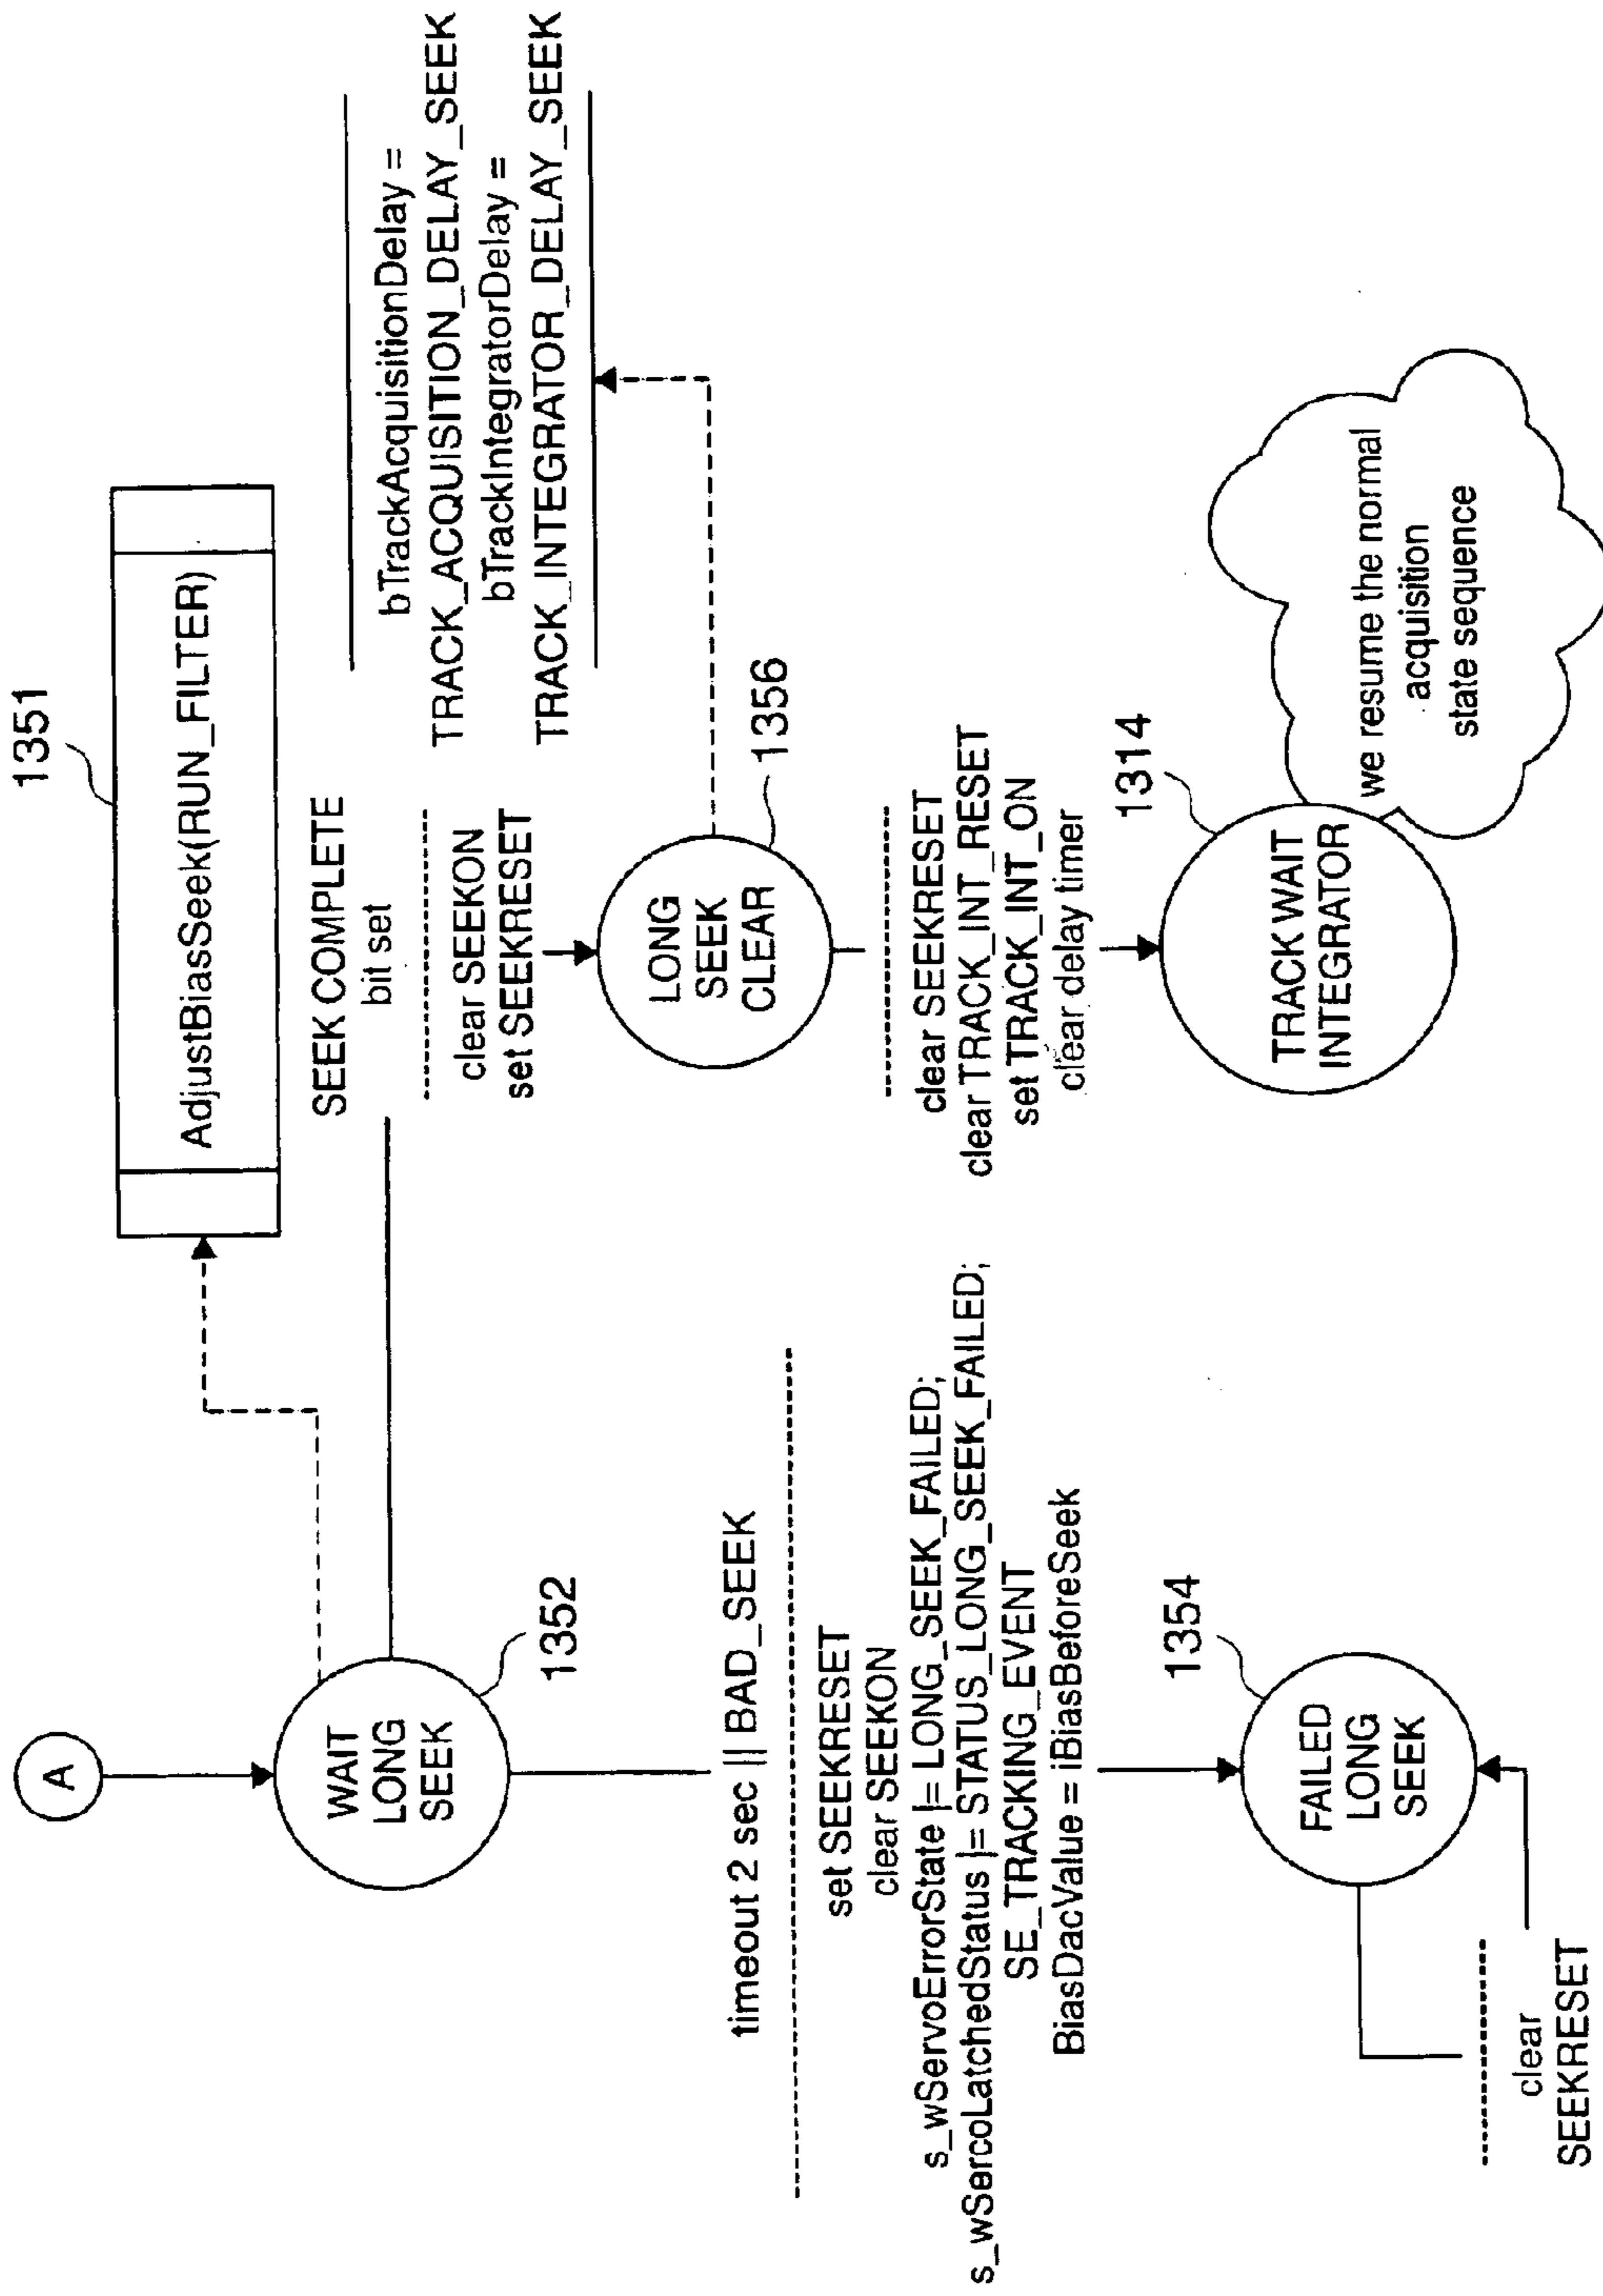 A
WAIT
LONG
SEEK
1352
1351
AdjustBiasSeek(RUN_FILTER)
SEEK COMPLETE
bit set
clear SEEKON
set SEEKRESET
LONG
SEEK
CLEAR
1356
bTrackAcquisitionDelay =
TRACK_ACQUISITION_DELAY_SEEK
bTrackIntegratorDelay =
TRACK_INTEGRATOR_DELAY_SEEK
clear SEEKRESET
clear TRACK_INT_RESET
set TRACK_INT_ON
clear delay timer
TRACK WAIT
INTEGRATOR
1314
we resume the normal
acquisition
state sequence
timeout 2 sec || BAD_SEEK
set SEEKRESET
clear SEEKON
s_wServoErrorState |= LONG_SEEK_FAILED;
s_wSercoLatchedStatus |= STATUS_LONG_SEEK_FAILED;
SE_TRACKING_EVENT
BiasDacValue = iBiasBeforeSeek
1354
FAILED
LONG
SEEK
clear
SEEKRESET